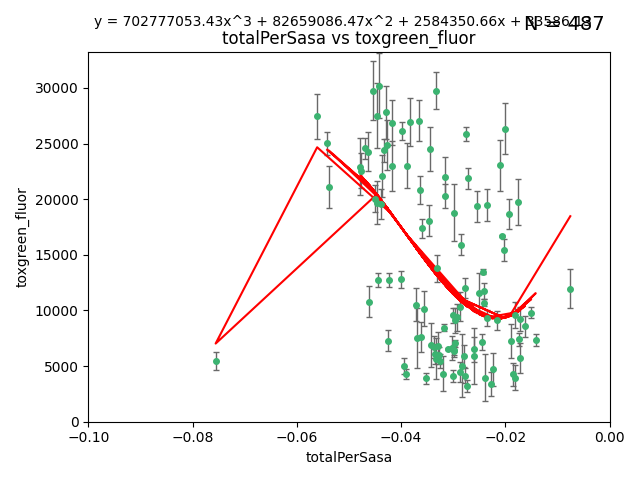 y = 702777053.43x^3 + 82659086.47x^2 + 2584350.66x +
N = 487
totalPerSasa vs toxgreen_fluor
30000
25000
20000
15000
10000
5000
0
toxgreen_fluor
−0.10 −0.08 −0.06 −0.04 −0.02 0.00
totalPerSasa